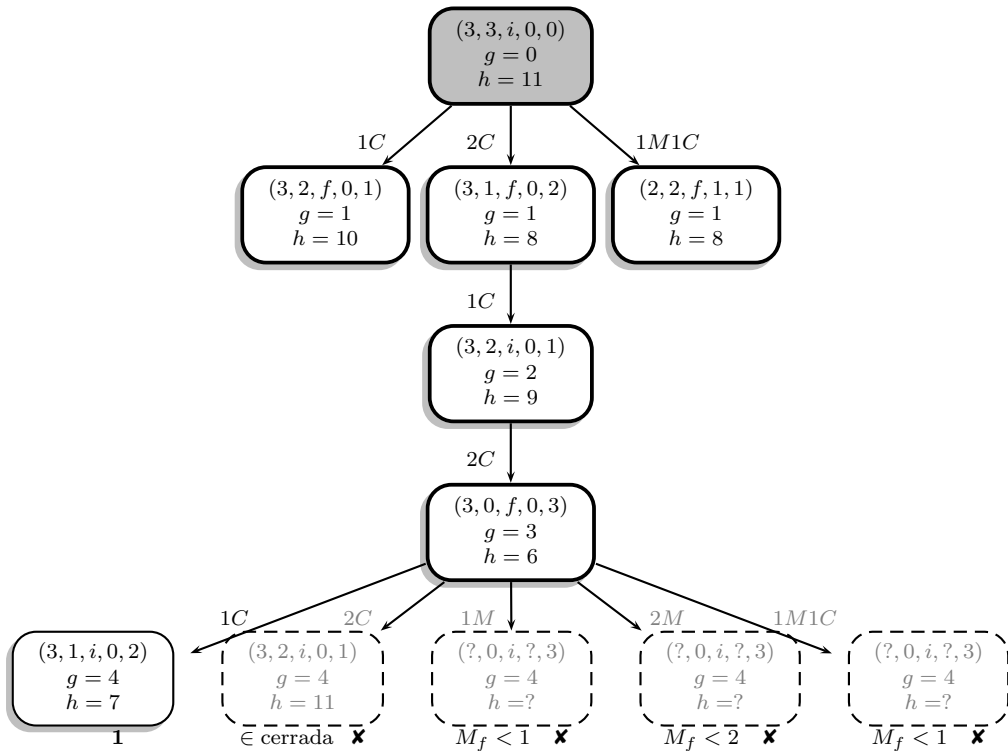 (3, 3, i, 0, 0)
g = 0
h = 11
1C
2C
1M1C
(3, 2, f, 0, 1)
g = 1
h = 10
(3, 1, f, 0, 2)
g = 1
h = 8
(2, 2, f, 1, 1)
g = 1
h = 8
1C
(3, 2, i, 0, 1)
g = 2
h = 9
2C
(3, 0, f, 0, 3)
g = 3
h = 6
1C
2C
1M
2M
1M1C
(3, 1, i, 0, 2)
g = 4
h = 7
1
(3, 2, i, 0, 1)
g = 4
h = 11
∈ cerrada ✘
(?, 0, i, ?, 3)
g = 4
h =?
M_f < 1 ✘
(?, 0, i, ?, 3)
g = 4
h =?
M_f < 2 ✘
(?, 0, i, ?, 3)
g = 4
h =?
M_f < 1 ✘